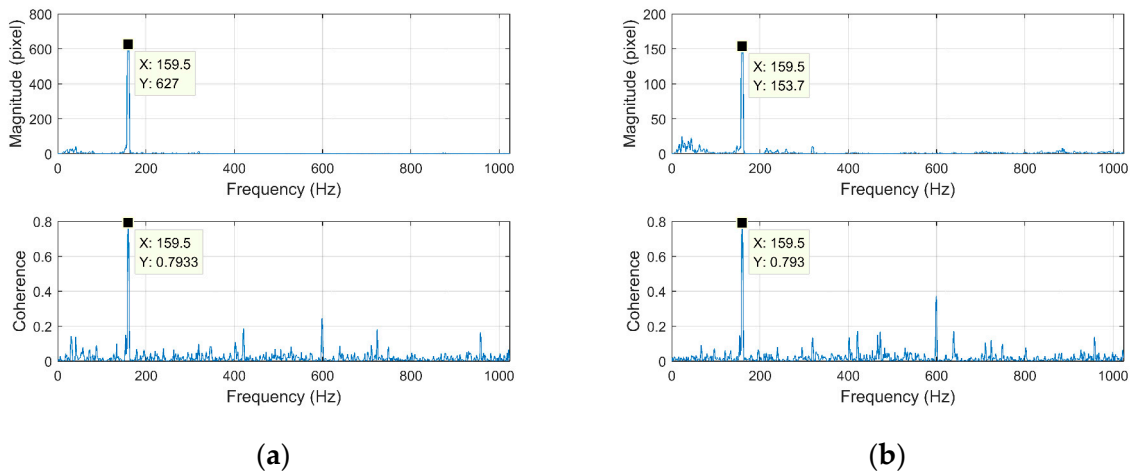 800
600
400
200
0
Magnitude (pixel)
X: 159.5
Y: 627
0 200 400 600 800 1000
Frequency (Hz)
0.8
0.6
0.4
0.2
0
Coherence
X: 159.5
Y: 0.7933
0 200 400 600 800 1000
Frequency (Hz)
(a)
200
150
100
50
0
Magnitude (pixel)
X: 159.5
Y: 153.7
0 200 400 600 800 1000
Frequency (Hz)
0.8
0.6
0.4
0.2
0
Coherence
X: 159.5
Y: 0.793
0 200 400 600 800 1000
Frequency (Hz)
(b)